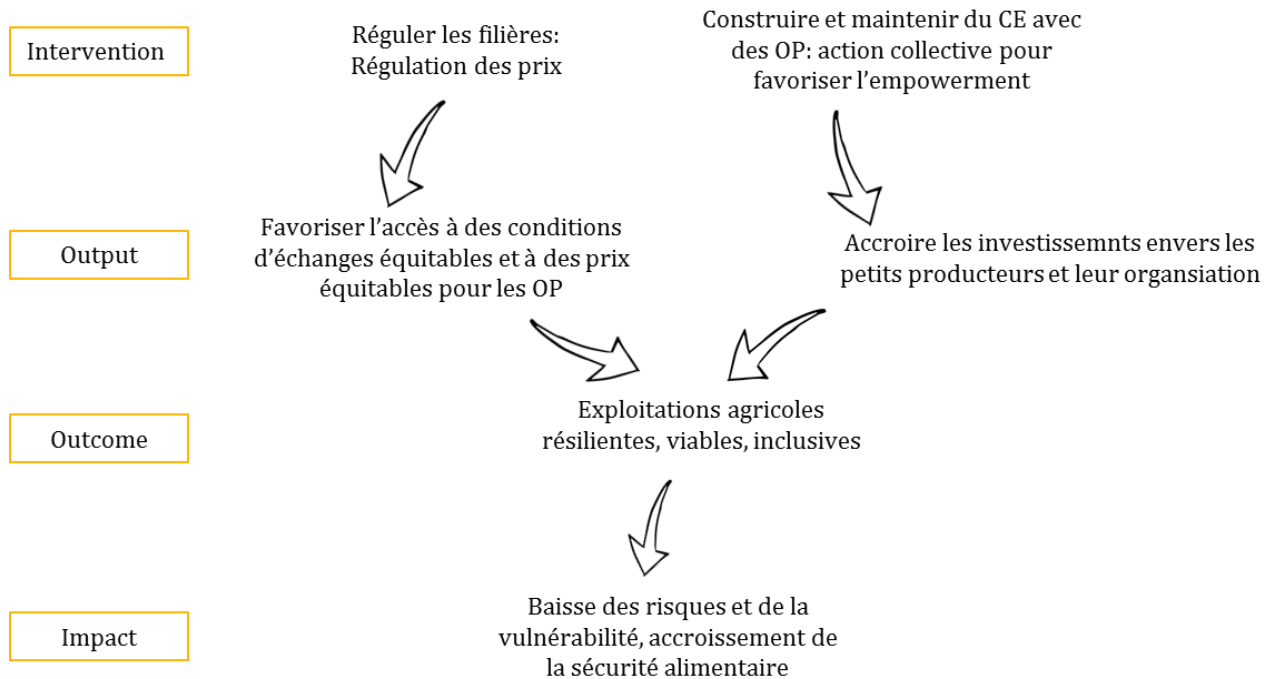 Intervention
Réguler les filières:
Régulation des prix
Construire et maintenir du CE avec
des OP: action collective pour
favoriser l'empowerment
Output
Favoriser l'accès à des conditions
d'échanges équitables et à des prix
équitables pour les OP
Accroire les investissemnts envers les
petits producteurs et leur organsiation
Outcome
Exploitations agricoles
résilientes, viables, inclusives
Impact
Baisse des risques et de la
vulnérabilité, accroissement de
la sécurité alimentaire